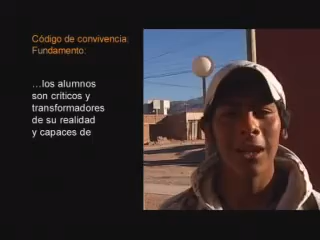 Código de convivencia.
Fundamento:
…los alumnos
son críticos y
transformadores
de su realidad
y capaces de